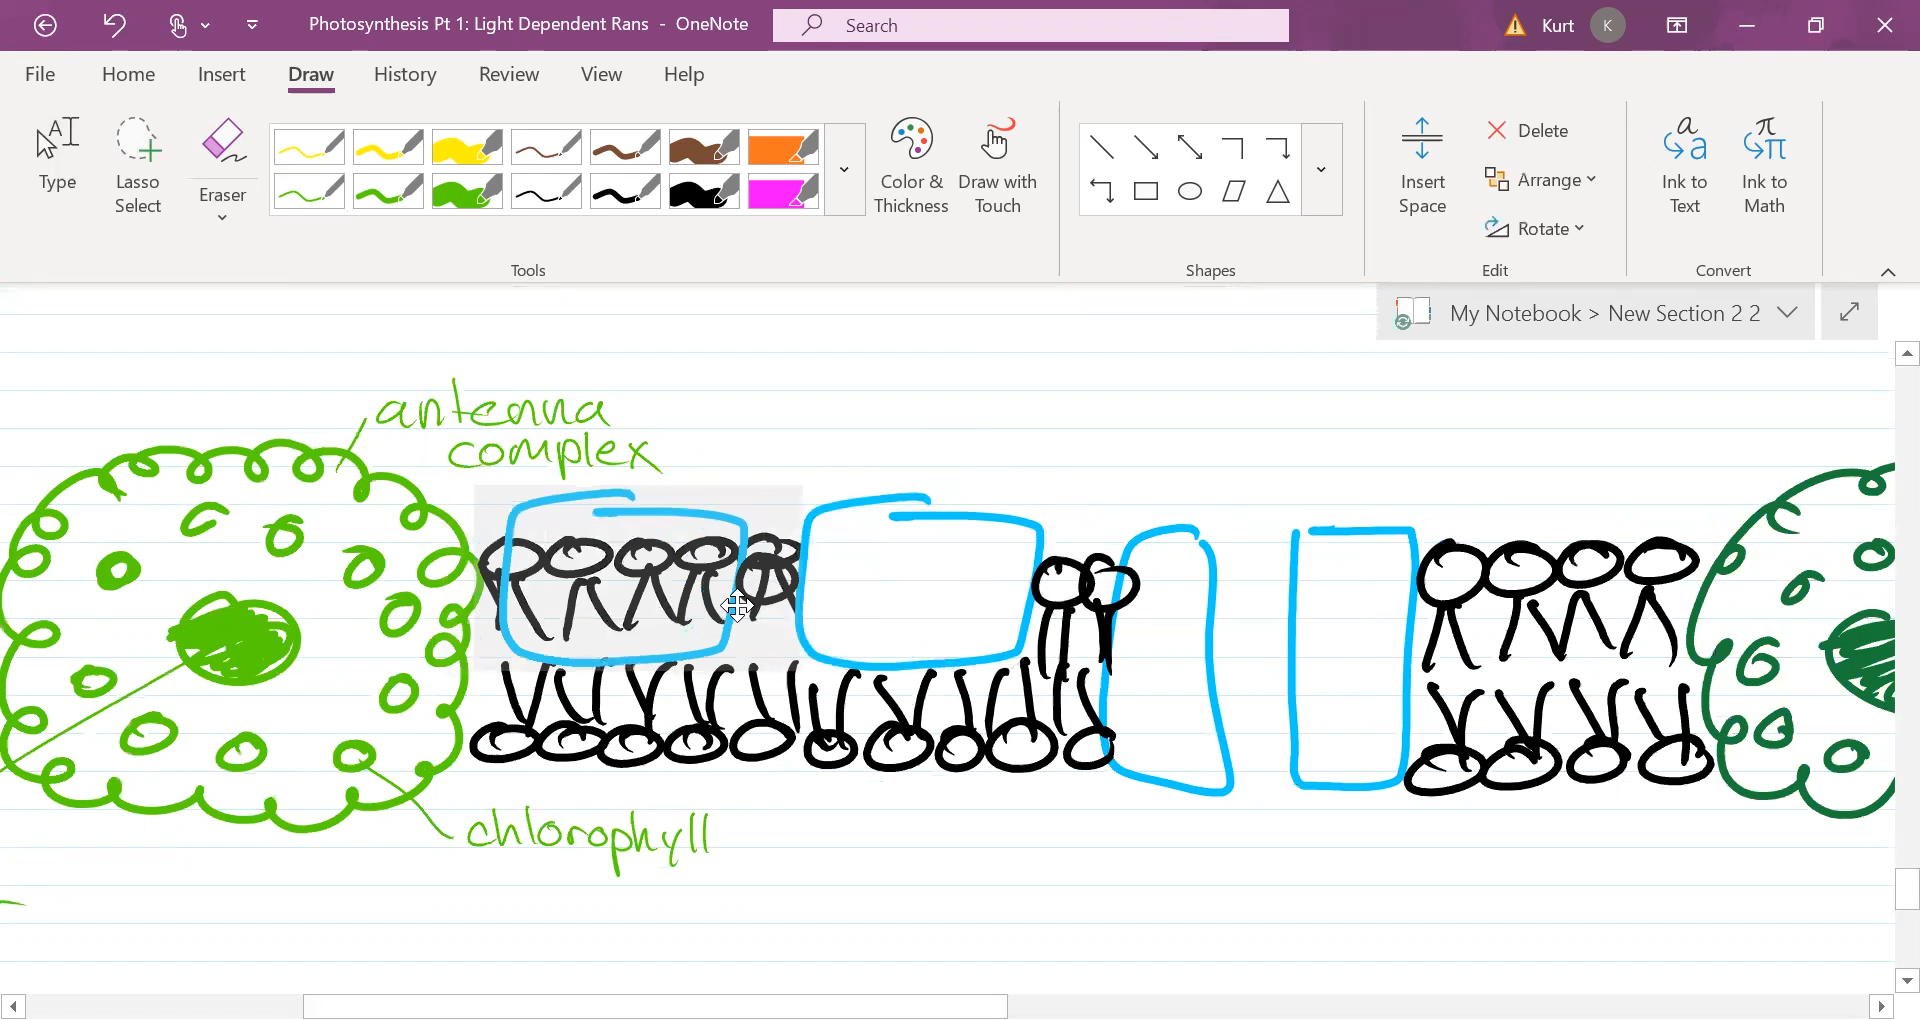 Photosynthesis Pt 1: Light Dependent Rans - OneNote
Search
Kurt
K
File Home Insert Draw History Review View Help
Type
Lasso
Select
Eraser
Color &
Thickness
Draw with
Touch
Tools
Shapes
Insert
Space
Delete
Arrange
Rotate
Edit
Ink to
Text
Ink to
Math
Convert
My Notebook > New Section 2 2
antenna
complex
chlorophyll